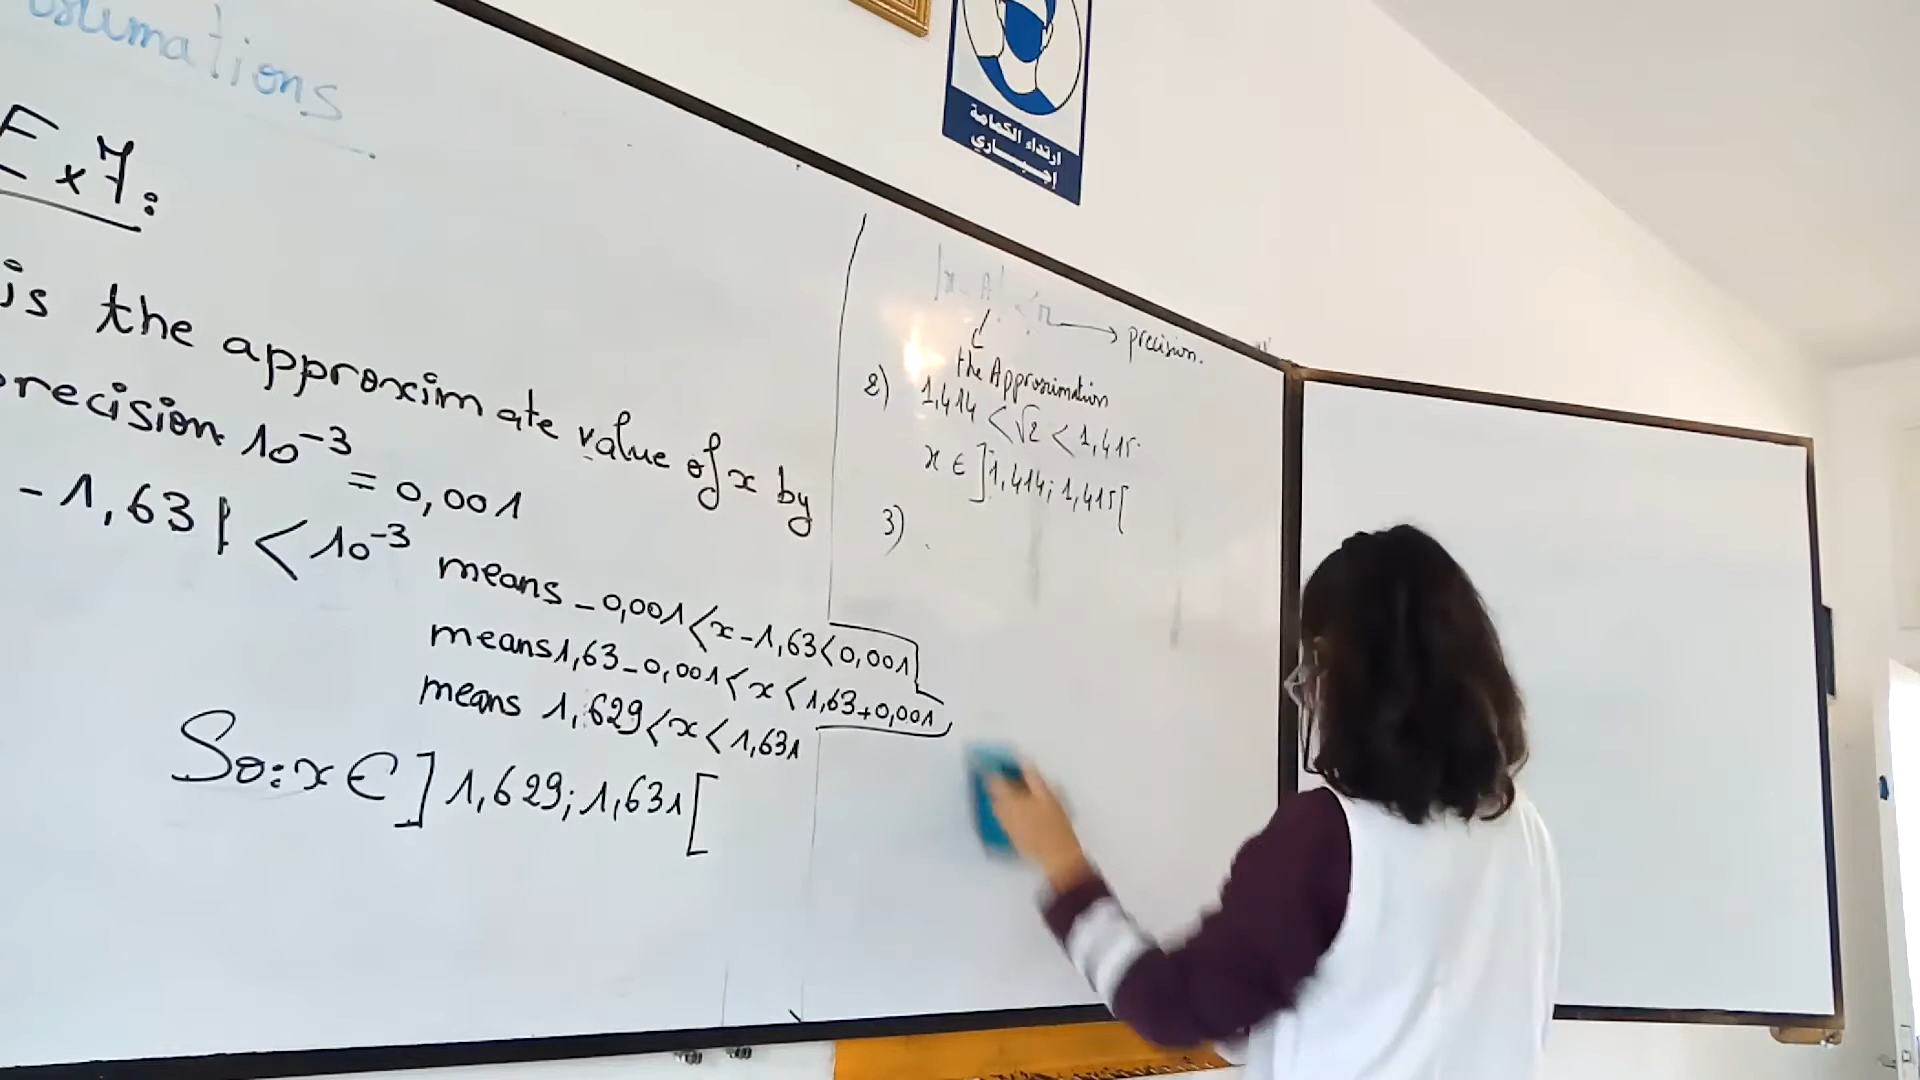 Ex 7:
is the approximate value of x by
precision 10⁻³ = 0,001
- 1,63| < 10⁻³ means - 0,001 < x - 1,63 < 0,001
means 1,63 - 0,001 < x < 1,63 + 0,001
means 1,629 < x < 1,631
So: x ∈ ] 1,629; 1,631 [
|x - A| < r → precision.
the Approximation
2) 1,414 < √2 < 1,415
x ∈ ] 1,414; 1,415 [
3)
ارتداء الكمامة
إجبـــاري